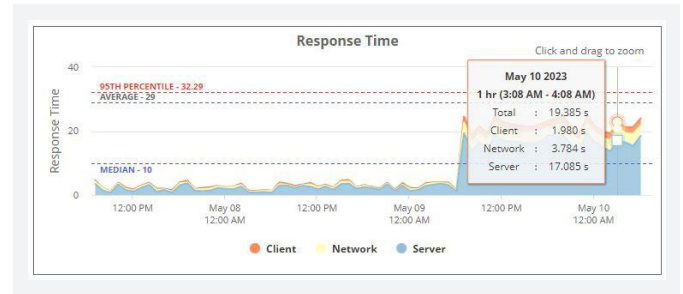 Response Time
Click and drag to zoom
Response Time
40
20
0
95TH PERCENTILE - 32.29
AVERAGE - 29
MEDIAN - 10
May 10 2023
1 hr (3:08 AM - 4:08 AM)
Total : 19.385 s
Client : 1.980 s
Network : 3.784 s
Server : 17.085 s
12:00 PM
May 08
12:00 AM
12:00 PM
May 09
12:00 AM
12:00 PM
May 10
12:00 AM
Client Network Server